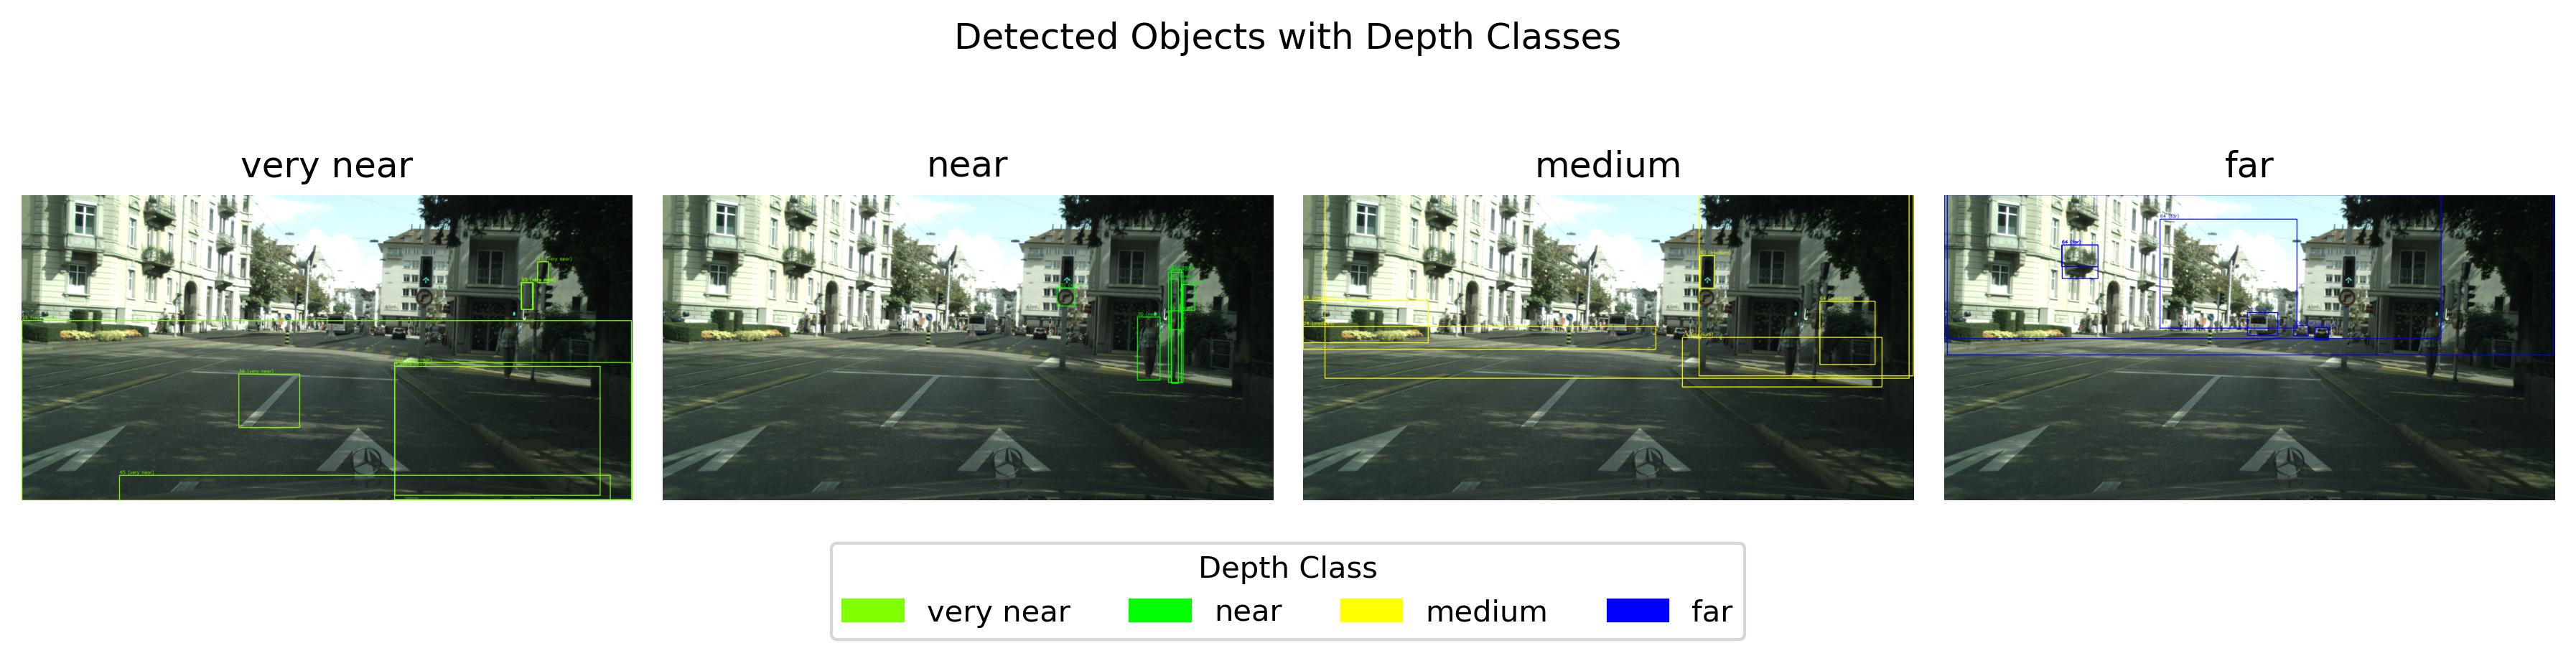 Detected Objects with Depth Classes
very near
near
medium
far
Depth Class
very near
near
medium
far